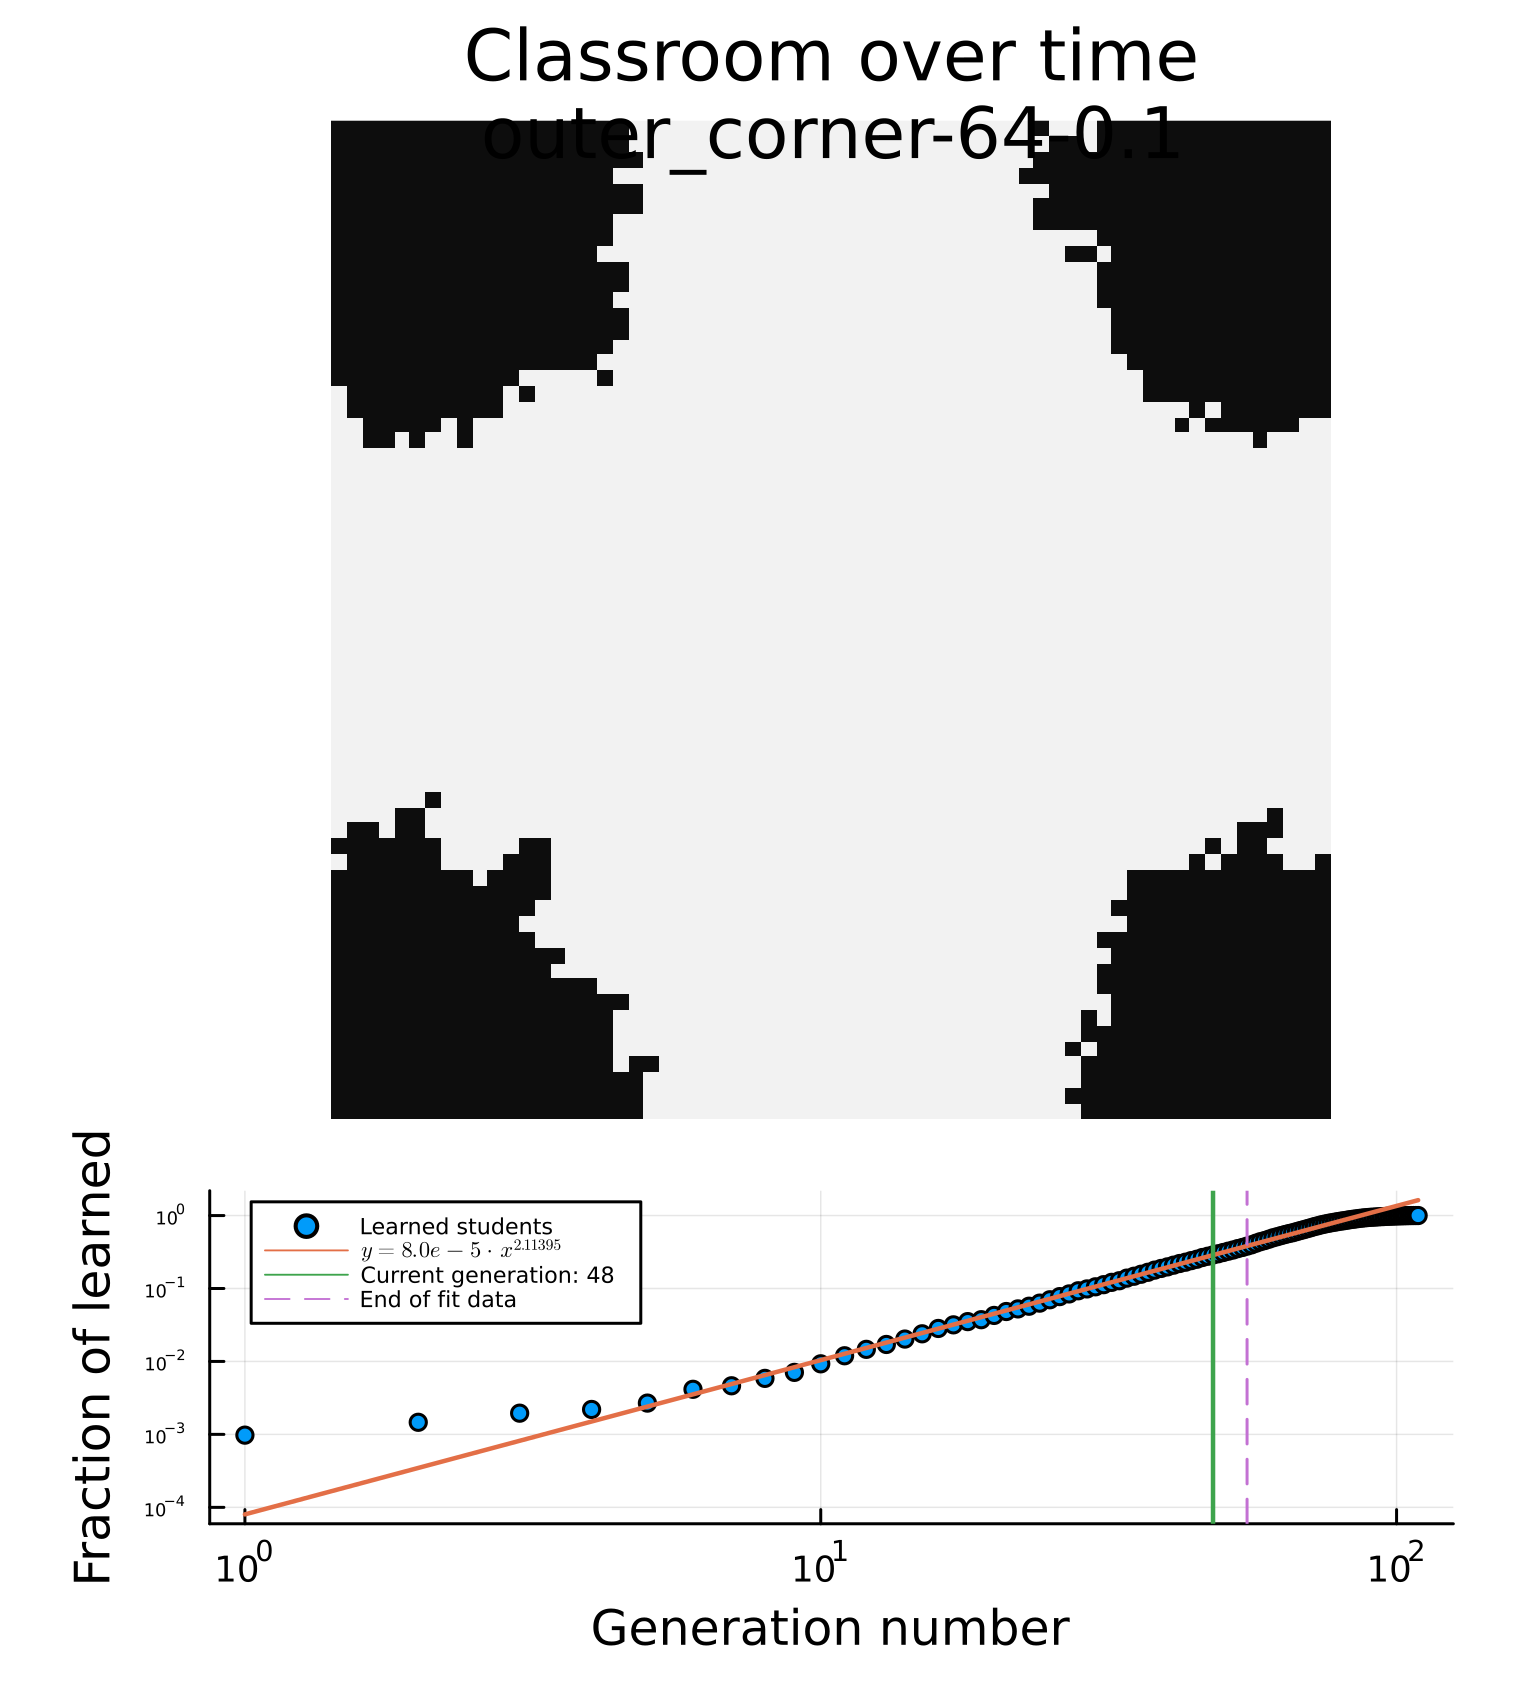 Classroom over time
outer_corner-64-0.1
Fraction of learned
10^0
10^-1
10^-2
10^-3
10^-4
Learned students
y = 8.0e − 5 · x^2.11395
Current generation: 48
End of fit data
10^0 10^1 10^2
Generation number